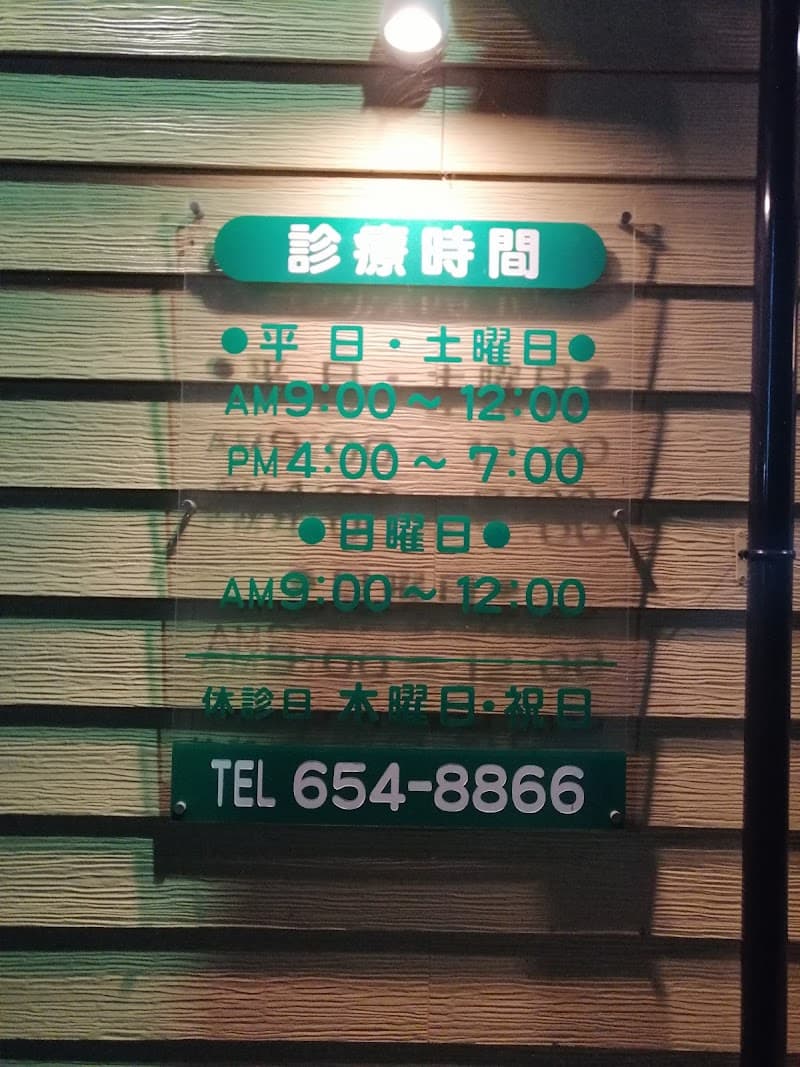 診療時間
●平 日・土曜日●
AM9:00～12:00
PM4:00～ 7:00
●日曜日●
AM9:00～12:00
休診日 木曜日・祝日
TEL 654-8866